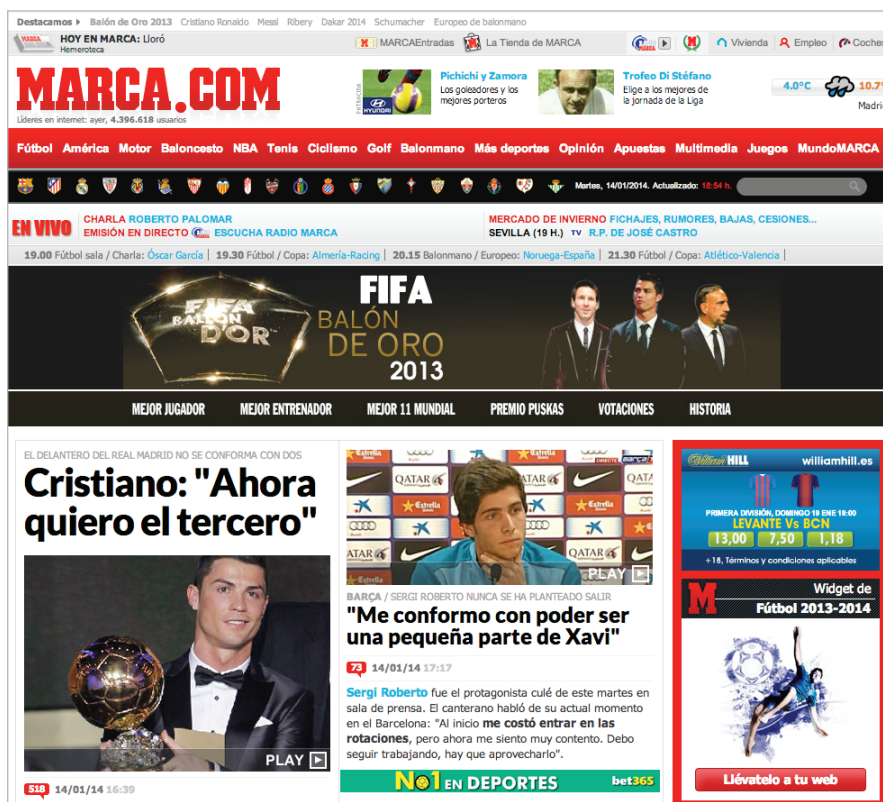 Destacamos Balón de Oro 2013 Cristiano Ronaldo Messi Ribery Dakar 2014 Schumacher Europeo de balonmano
MARCA HOY EN MARCA: Lloró
Hemeroteca
MARCAEntradas La Tienda de MARCA
Vivienda Empleo Coches
MARCA.COM
Líderes en internet: ayer, 4.396.618 usuarios
PATROCINA
HYUNDAI
Pichichi y Zamora
Los goleadores y los
mejores porteros
Trofeo Di Stéfano
Elige a los mejores de
la jornada de la Liga
4.0°C 10.7°
Madri
Fútbol América Motor Baloncesto NBA Tenis Ciclismo Golf Balonmano Más deportes Opinión Apuestas Multimedia Juegos MundoMARCA
Martes, 14/01/2014. Actualizado: 18:54 h.
EN VIVO
CHARLA ROBERTO PALOMAR
EMISIÓN EN DIRECTO ESCUCHA RADIO MARCA
MERCADO DE INVIERNO FICHAJES, RUMORES, BAJAS, CESIONES...
SEVILLA (19 H.) TV R.P. DE JOSÉ CASTRO
19.00 Fútbol sala / Charla: Óscar García | 19.30 Fútbol / Copa: Almería-Racing | 20.15 Balonmano / Europeo: Noruega-España | 21.30 Fútbol / Copa: Atlético-Valencia |
FIFA
BALLON
D'OR
FIFA
BALÓN
DE ORO
2013
MEJOR JUGADOR MEJOR ENTRENADOR MEJOR 11 MUNDIAL PREMIO PUSKAS VOTACIONES HISTORIA
EL DELANTERO DEL REAL MADRID NO SE CONFORMA CON DOS
Cristiano: "Ahora
quiero el tercero"
PLAY
518 14/01/14 16:39
Estrella
DIRECTE
QATAR
Estrella
QATAR
ATAR
QATAR
Estrella
PLAY
BARÇA / SERGI ROBERTO NUNCA SE HA PLANTEADO SALIR
"Me conformo con poder ser
una pequeña parte de Xavi"
73 14/01/14 17:17
Sergi Roberto fue el protagonista culé de este martes en
sala de prensa. El canterano habló de su actual momento
en el Barcelona: "Al inicio me costó entrar en las
rotaciones, pero ahora me siento muy contento. Debo
seguir trabajando, hay que aprovecharlo".
No1 EN DEPORTES bet365
William HILL williamhill.es
PRIMERA DIVISIÓN, DOMINGO 19 ENE 19:00
LEVANTE Vs BCN
13,00 7,50 1,18
+18, Términos y condiciones aplicables
M Widget de
Fútbol 2013-2014
Llévatelo a tu web